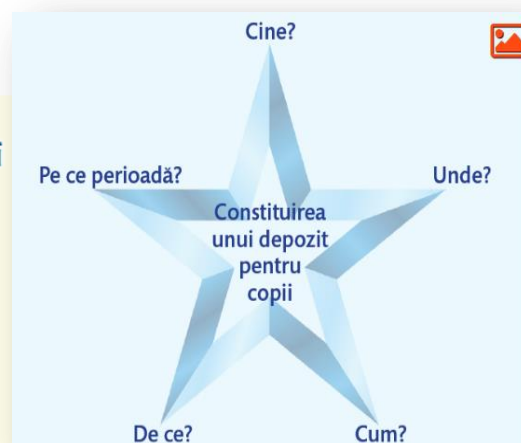 Cine?
i
Pe ce perioadă?
Unde?
Constituirea
unui depozit
pentru
copii
De ce?
Cum?